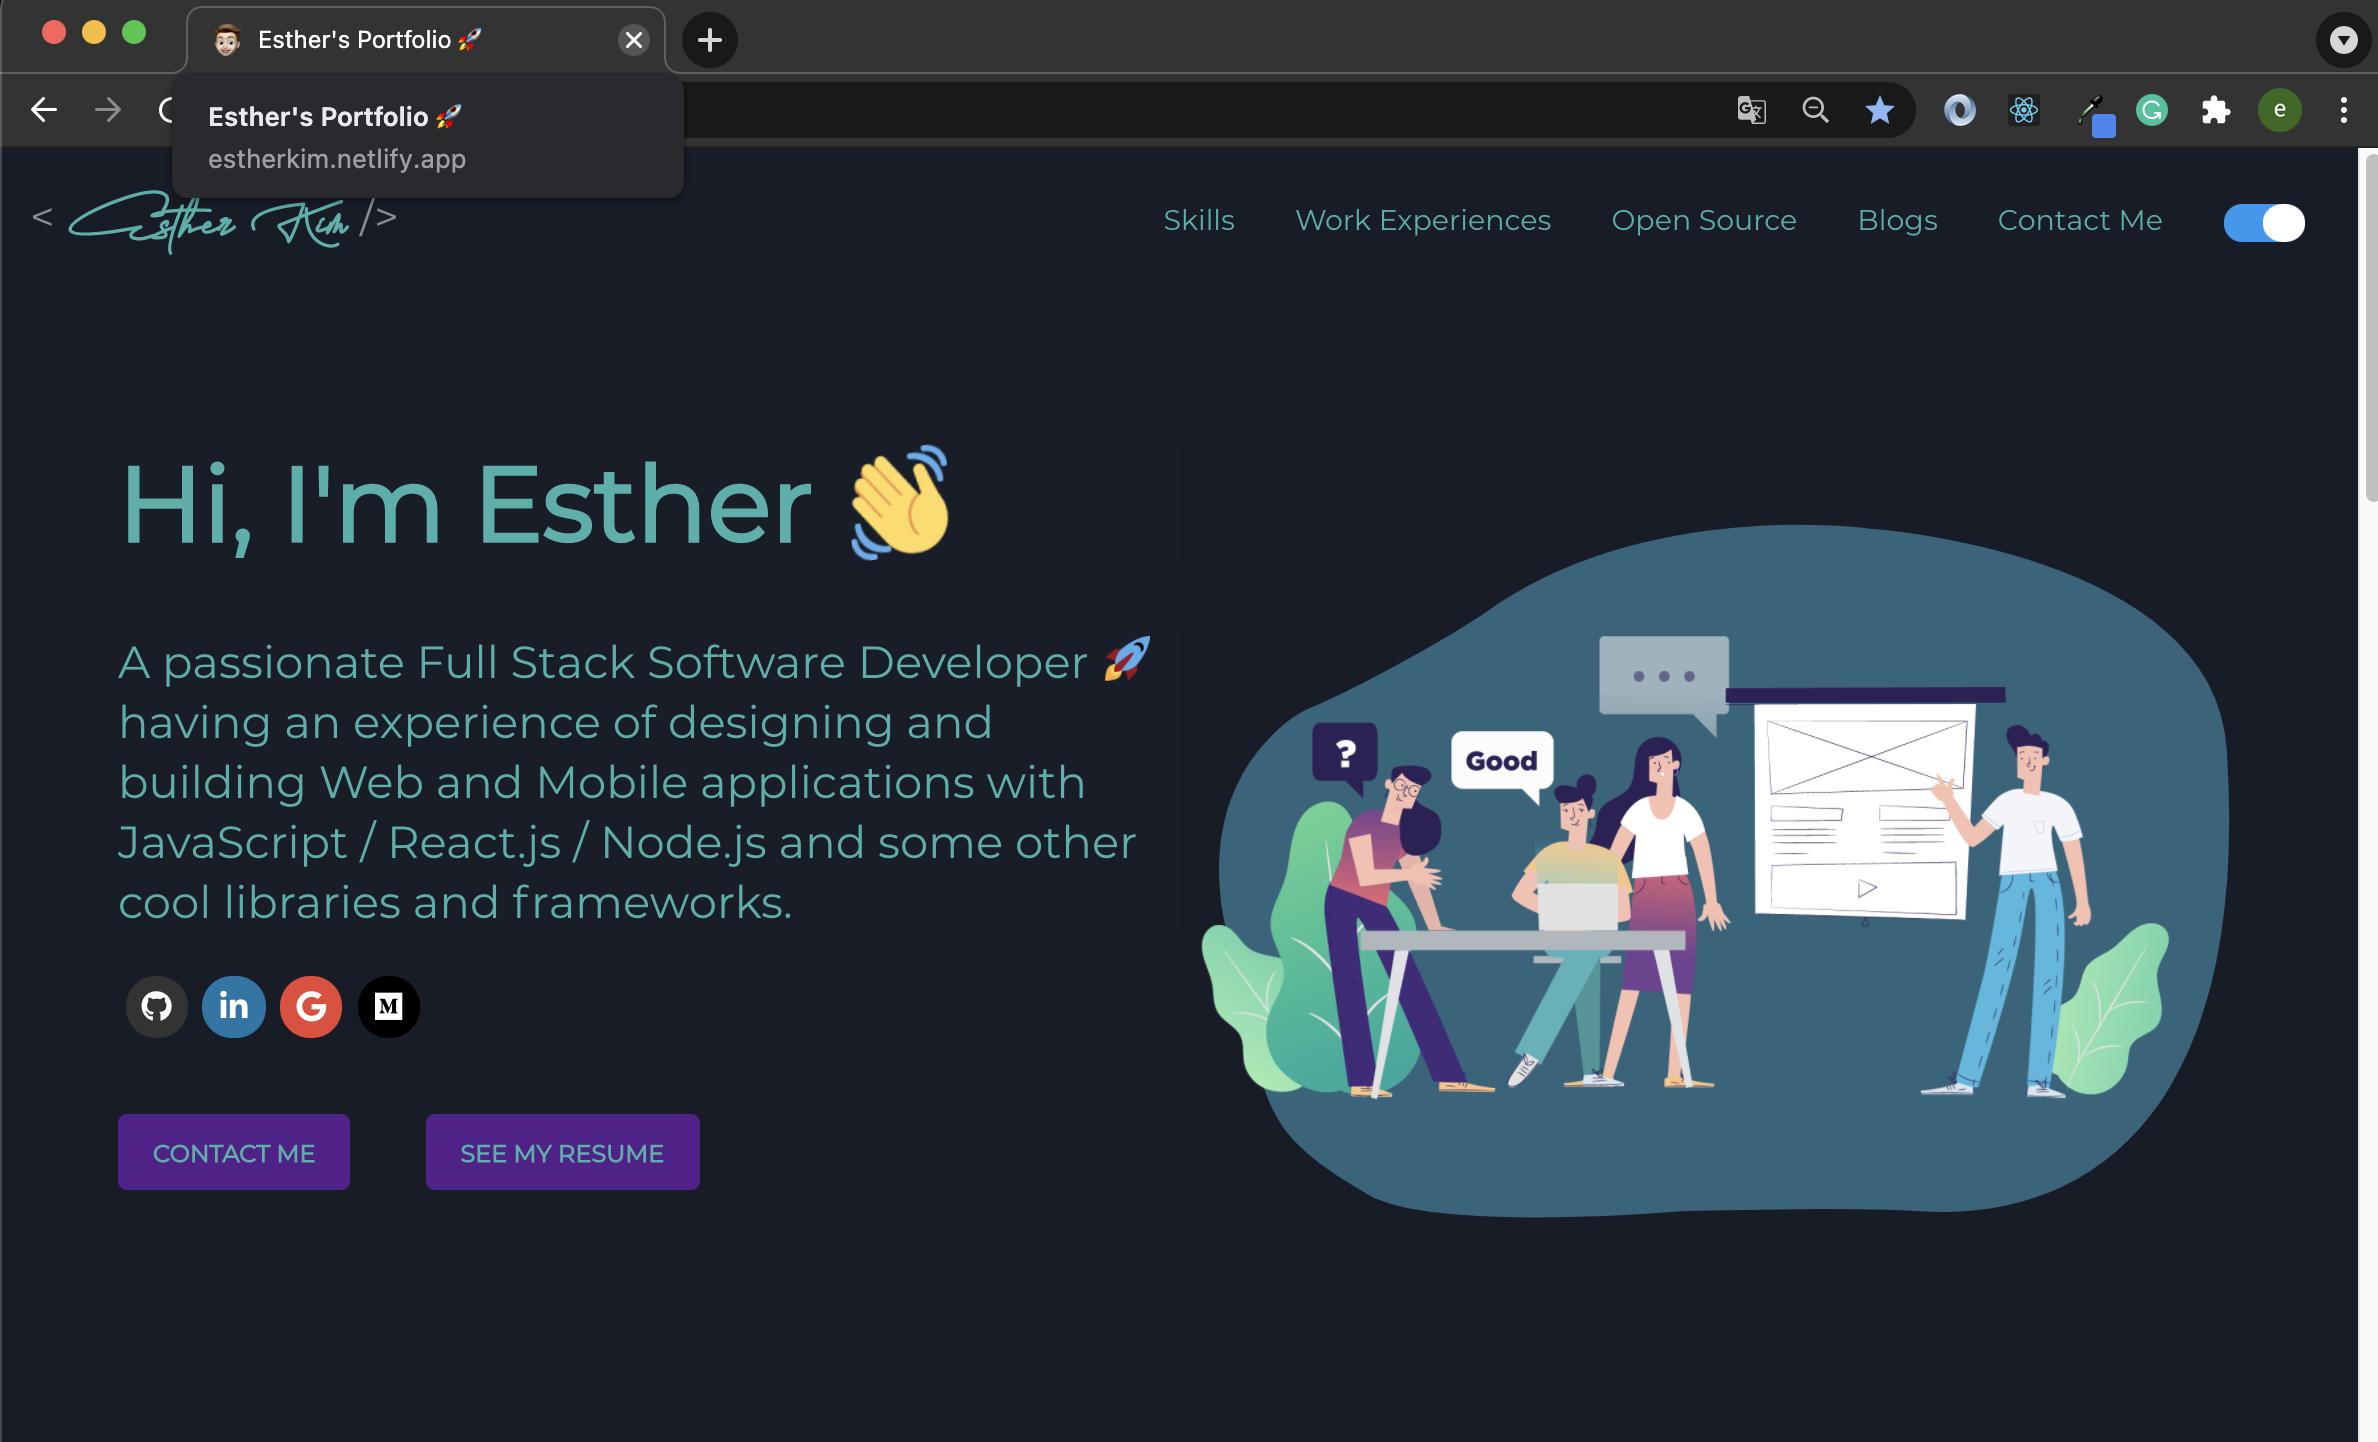 Esther's Portfolio 🚀
Esther's Portfolio 🚀
estherkim.netlify.app
e
< Esther Kim />
Skills
Work Experiences
Open Source
Blogs
Contact Me
Hi, I'm Esther 👋
A passionate Full Stack Software Developer 🚀
having an experience of designing and
building Web and Mobile applications with
JavaScript / React.js / Node.js and some other
cool libraries and frameworks.
in
G
M
CONTACT ME
SEE MY RESUME
?
Good